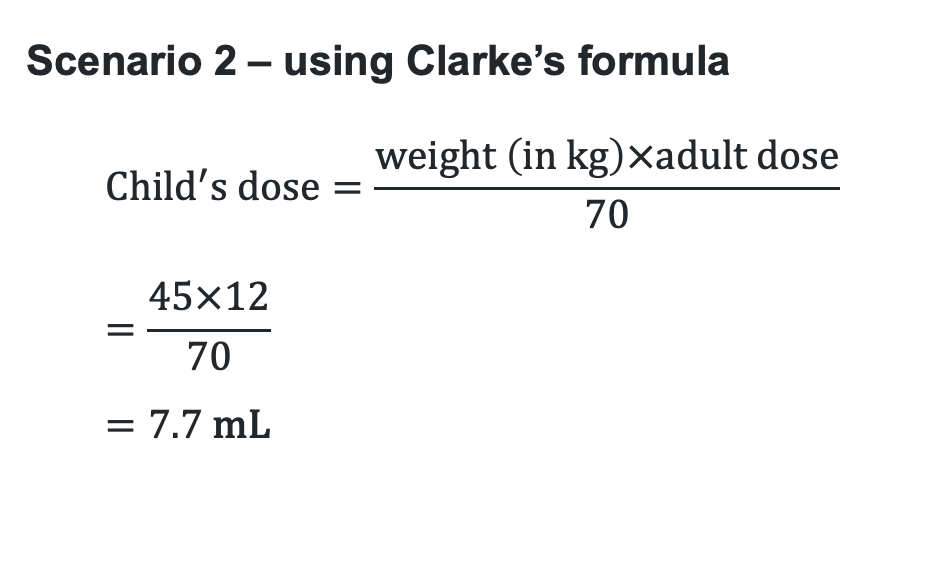 Scenario 2 – using Clarke’s formula
Child′s dose = weight (in kg)×adult dose
70
= 45×12
70
= 7.7 mL